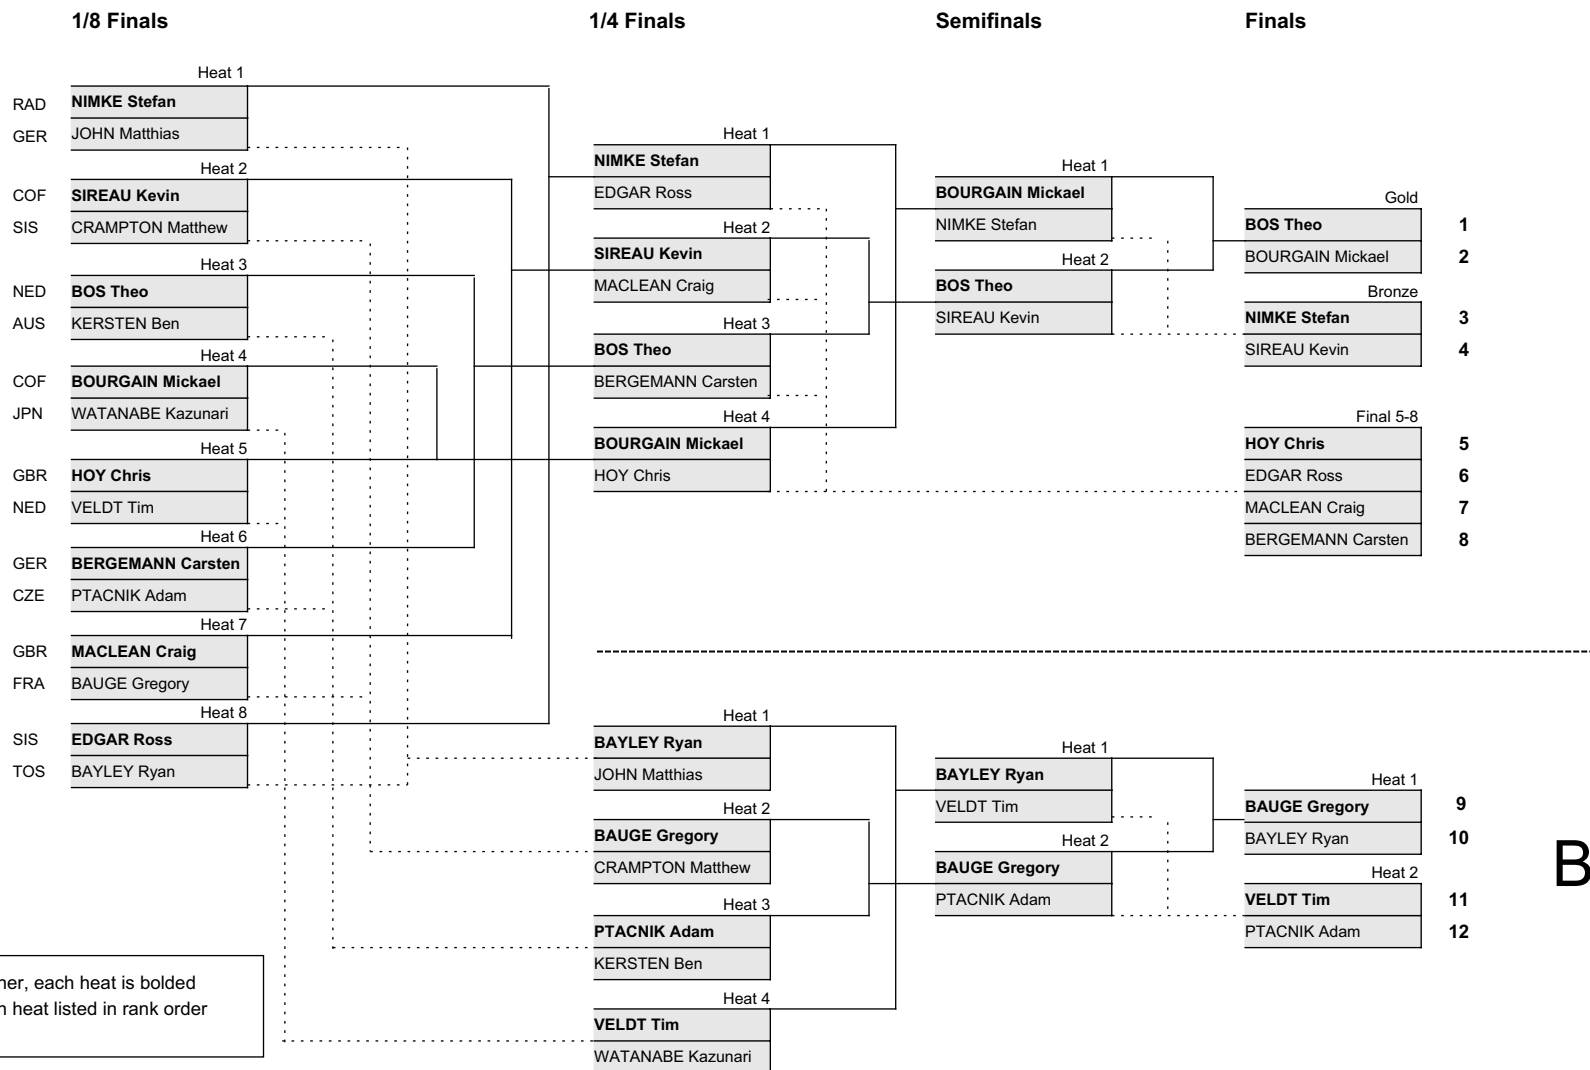 1/8 Finals
1/4 Finals
Semifinals
Finals
Heat 1
RAD NIMKE Stefan
GER JOHN Matthias
Heat 2
COF SIREAU Kevin
SIS CRAMPTON Matthew
Heat 3
NED BOS Theo
AUS KERSTEN Ben
Heat 4
COF BOURGAIN Mickael
JPN WATANABE Kazunari
Heat 5
GBR HOY Chris
NED VELDT Tim
Heat 6
GER BERGEMANN Carsten
CZE PTACNIK Adam
Heat 7
GBR MACLEAN Craig
FRA BAUGE Gregory
Heat 8
SIS EDGAR Ross
TOS BAYLEY Ryan
Heat 1
NIMKE Stefan
EDGAR Ross
Heat 2
SIREAU Kevin
MACLEAN Craig
Heat 3
BOS Theo
BERGEMANN Carsten
Heat 4
BOURGAIN Mickael
HOY Chris
Heat 1
BOURGAIN Mickael
NIMKE Stefan
Heat 2
BOS Theo
SIREAU Kevin
Gold
BOS Theo 1
BOURGAIN Mickael 2
Bronze
NIMKE Stefan 3
SIREAU Kevin 4
Final 5-8
HOY Chris 5
EDGAR Ross 6
MACLEAN Craig 7
BERGEMANN Carsten 8
Heat 1
BAYLEY Ryan
JOHN Matthias
Heat 2
BAUGE Gregory
CRAMPTON Matthew
Heat 3
PTACNIK Adam
KERSTEN Ben
Heat 4
VELDT Tim
WATANABE Kazunari
Heat 1
BAYLEY Ryan
VELDT Tim
Heat 2
BAUGE Gregory
PTACNIK Adam
Heat 1
BAUGE Gregory 9
BAYLEY Ryan 10
Heat 2
VELDT Tim 11
PTACNIK Adam 12
B
her, each heat is bolded
heat listed in rank order